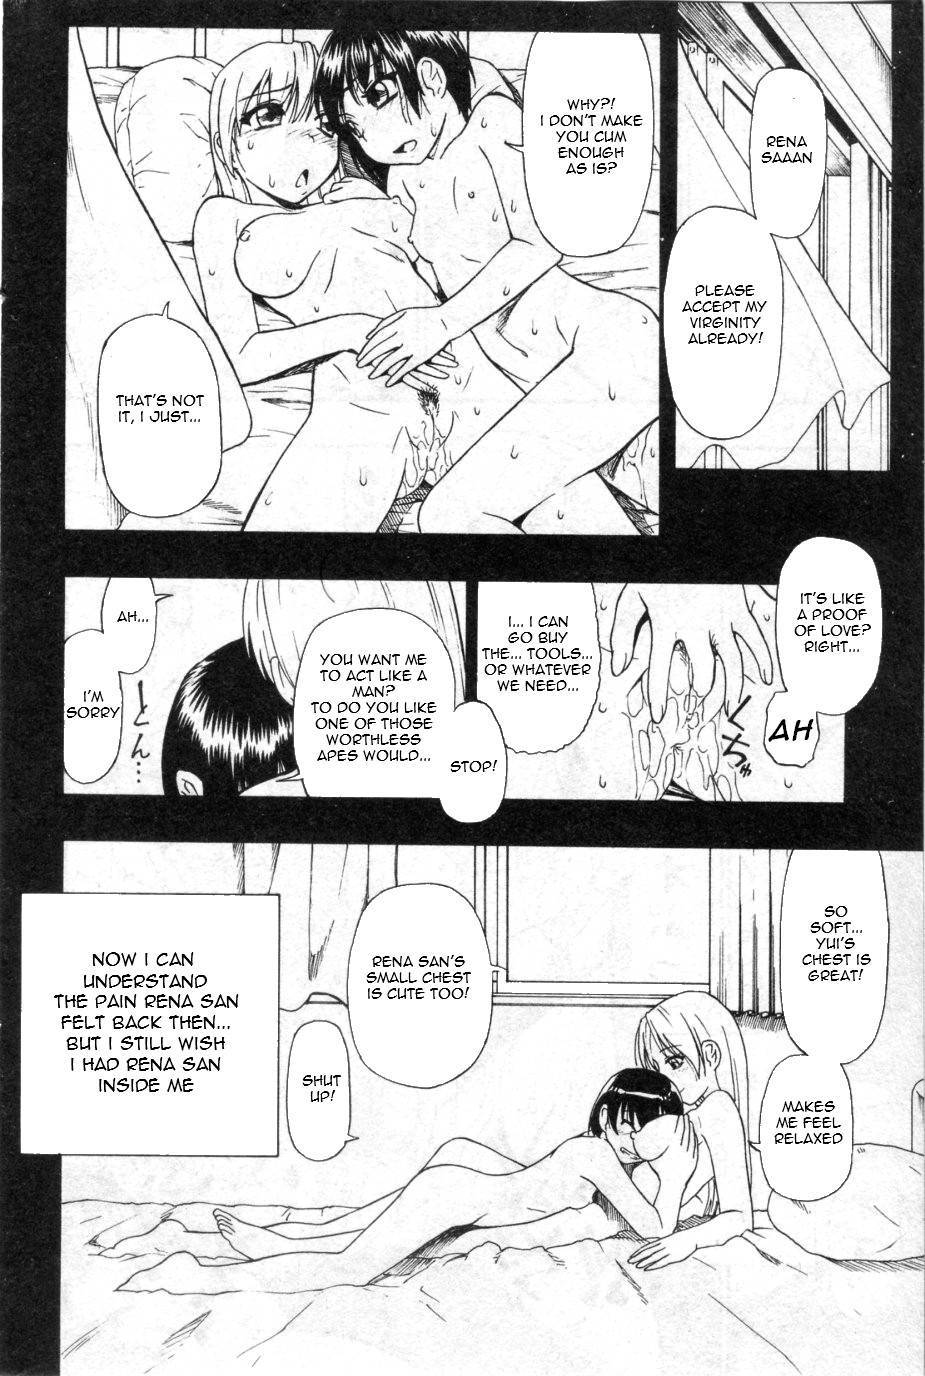 RENA
SAAAN
PLEASE
ACCEPT MY
VIRGINITY
ALREADY!
WHY?!
I DON'T MAKE
YOU CUM
ENOUGH
AS IS?
THAT'S NOT
IT, I JUST...
IT'S LIKE
A PROOF
OF LOVE?
RIGHT...
AH
くちゅ
I... I CAN
GO BUY
THE... TOOLS...
OR WHATEVER
WE NEED...
STOP!
YOU WANT ME
TO ACT LIKE A
MAN?
TO DO YOU LIKE
ONE OF THOSE
WORTHLESS
APES WOULD...
とん...
AH...
I'M
SORRY
SO
SOFT...
YUI'S
CHEST IS
GREAT!
MAKES
ME FEEL
RELAXED
RENA SAN'S
SMALL CHEST
IS CUTE TOO!
SHUT
UP!
NOW I CAN
UNDERSTAND
THE PAIN RENA SAN
FELT BACK THEN...
BUT I STILL WISH
I HAD RENA SAN
INSIDE ME